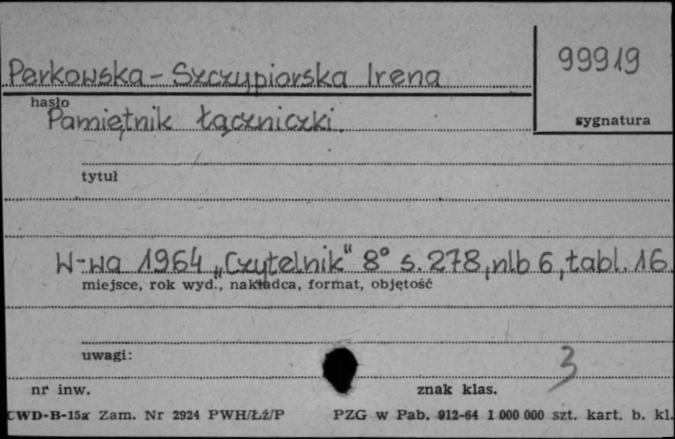 99919
Perkowska-Szczypiorska Irena
hasło
sygnatura
Pamiętnik łączniczki.
tytuł
W-wa 1964 „Czytelnik" 8° s. 278, nlb 6, tabl. 16
miejsce, rok wyd., nakładca, format, objętość
uwagi:
3
nr inw. znak klas.
CWD-B-15a Zam. Nr 2924 PWH/Łź/P PZG w Pab. 912-64 1 000 000 szt. kart. b. kl.